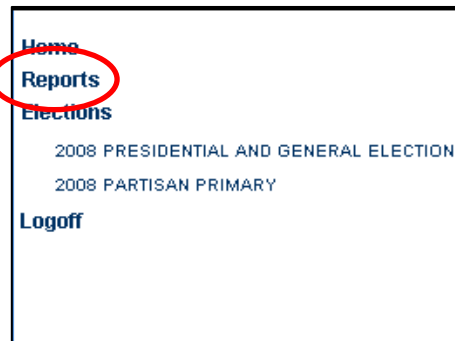 Home
Reports
Elections
2008 PRESIDENTIAL AND GENERAL ELECTION
2008 PARTISAN PRIMARY
Logoff